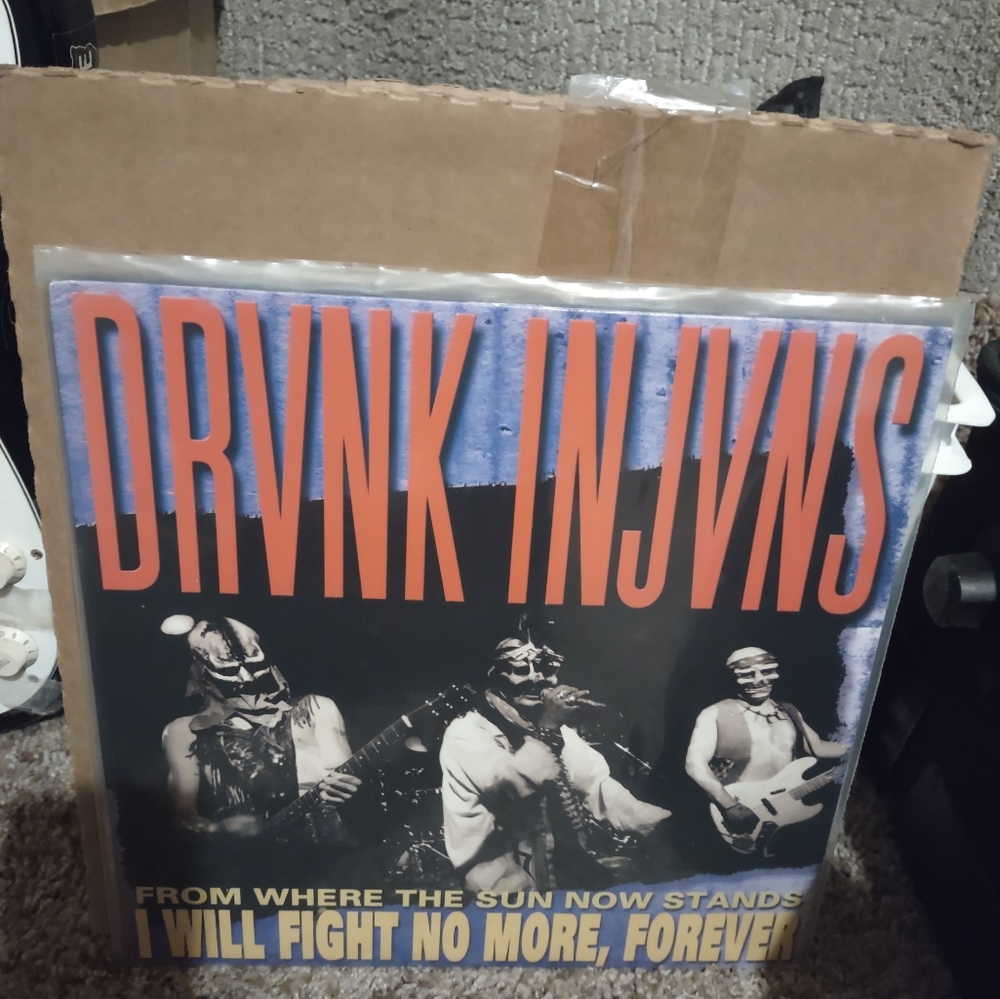 DRVNK INJVNS
FROM WHERE THE SUN NOW STANDS
I WILL FIGHT NO MORE, FOREVER